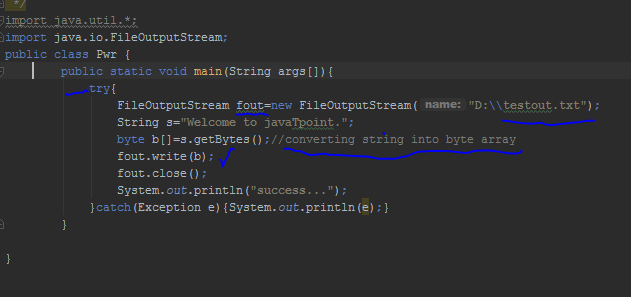 */
import java.util.*;
import java.io.FileOutputStream;
public class Pwr {
public static void main(String args[]){
try{
FileOutputStream fout=new FileOutputStream( name: "D:\\testout.txt");
String s="Welcome to javaTpoint.";
byte b[]=s.getBytes();//converting string into byte array
fout.write(b);
fout.close();
System.out.println("success...");
}catch(Exception e){System.out.println(e);}
}
}